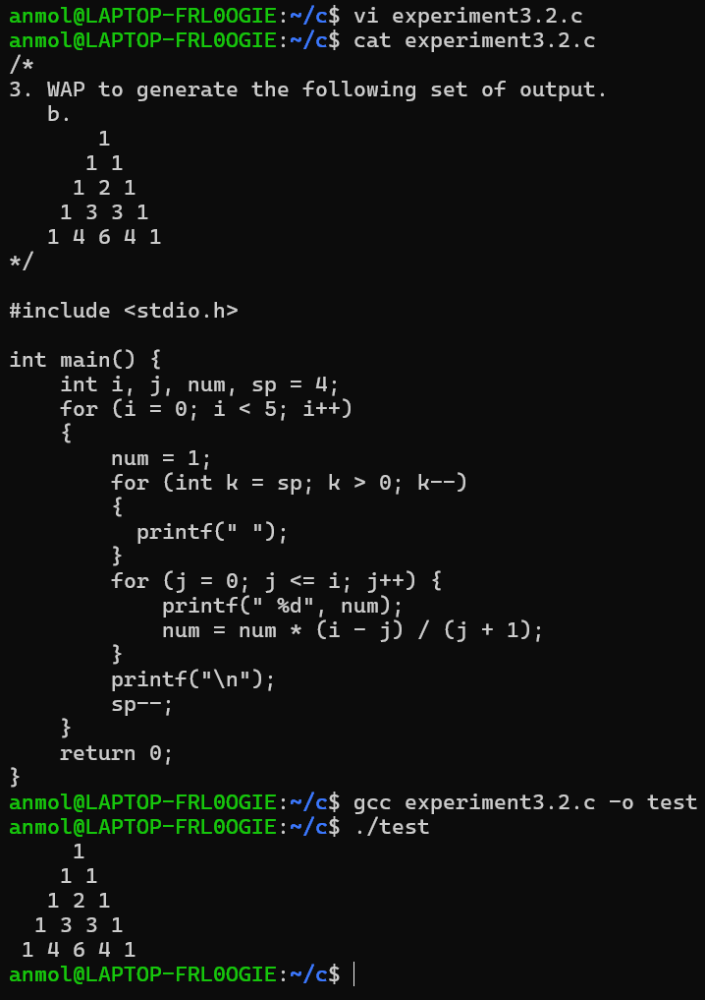 anmol@LAPTOP-FRL0OGIE:~/c$ vi experiment3.2.c
anmol@LAPTOP-FRL0OGIE:~/c$ cat experiment3.2.c
/*
3. WAP to generate the following set of output.
   b.
       1
      1 1
     1 2 1
    1 3 3 1
   1 4 6 4 1
*/

#include <stdio.h>

int main() {
    int i, j, num, sp = 4;
    for (i = 0; i < 5; i++)
    {
        num = 1;
        for (int k = sp; k > 0; k--)
        {
          printf(" ");
        }
        for (j = 0; j <= i; j++) {
            printf(" %d", num);
            num = num * (i - j) / (j + 1);
        }
        printf("\n");
        sp--;
    }
    return 0;
}
anmol@LAPTOP-FRL0OGIE:~/c$ gcc experiment3.2.c -o test
anmol@LAPTOP-FRL0OGIE:~/c$ ./test
     1
    1 1
   1 2 1
  1 3 3 1
 1 4 6 4 1
anmol@LAPTOP-FRL0OGIE:~/c$